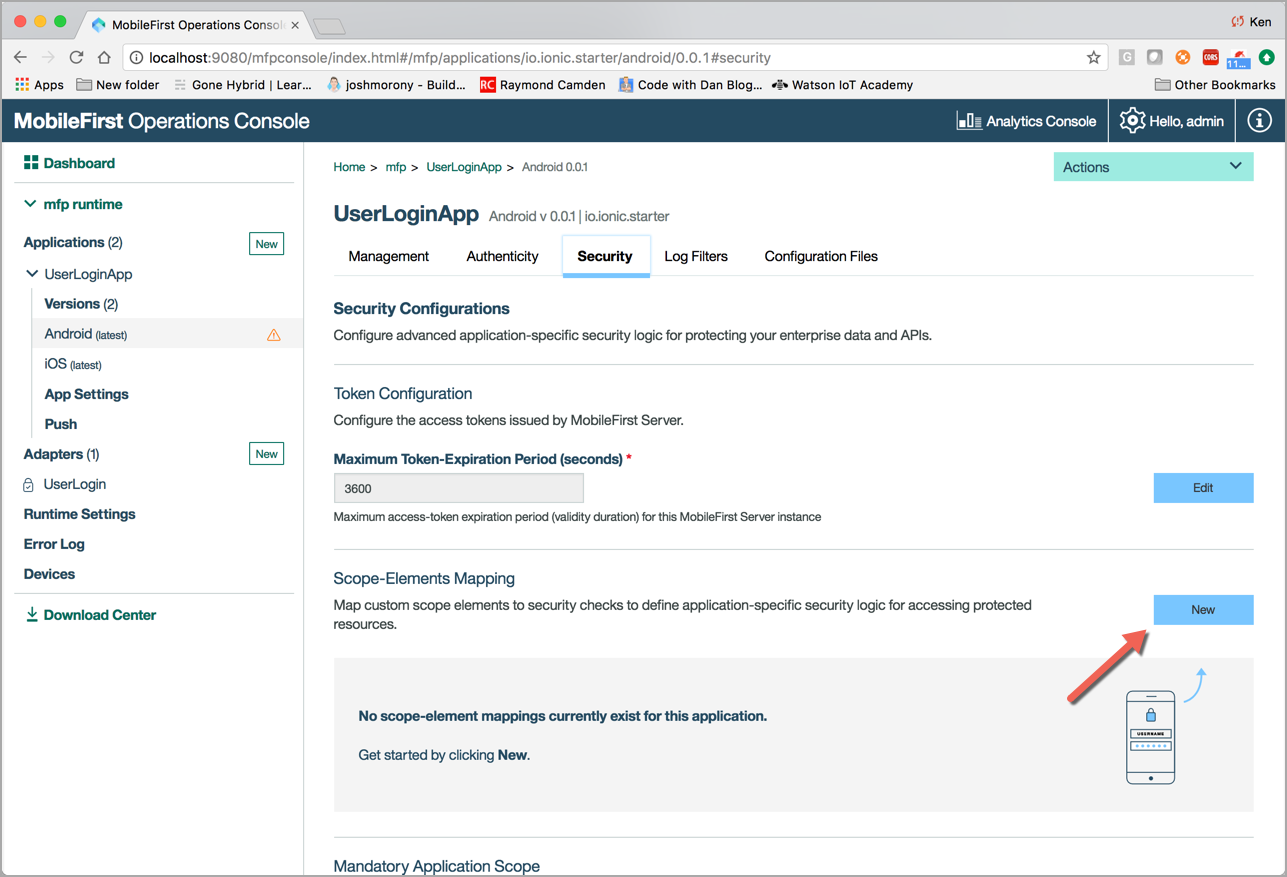 MobileFirst Operations Consol
Ken
localhost:9080/mfpconsole/index.html#/mfp/applications/io.ionic.starter/android/0.0.1#security
G
CORS
11...
Apps
New folder
Gone Hybrid | Lear...
joshmorony - Build...
RC Raymond Camden
Code with Dan Blog...
Watson IoT Academy
Other Bookmarks
MobileFirst Operations Console
Analytics Console
Hello, admin
Dashboard
mfp runtime
Applications (2)
New
UserLoginApp
Versions (2)
Android (latest)
iOS (latest)
App Settings
Push
Adapters (1)
New
UserLogin
Runtime Settings
Error Log
Devices
Download Center
Home > mfp > UserLoginApp > Android 0.0.1
Actions
UserLoginApp Android v 0.0.1 | io.ionic.starter
Management
Authenticity
Security
Log Filters
Configuration Files
Security Configurations
Configure advanced application-specific security logic for protecting your enterprise data and APIs.
Token Configuration
Configure the access tokens issued by MobileFirst Server.
Maximum Token-Expiration Period (seconds) *
3600
Edit
Maximum access-token expiration period (validity duration) for this MobileFirst Server instance
Scope-Elements Mapping
Map custom scope elements to security checks to define application-specific security logic for accessing protected
resources.
New
No scope-element mappings currently exist for this application.
Get started by clicking New.
USERNAME
Mandatory Application Scope